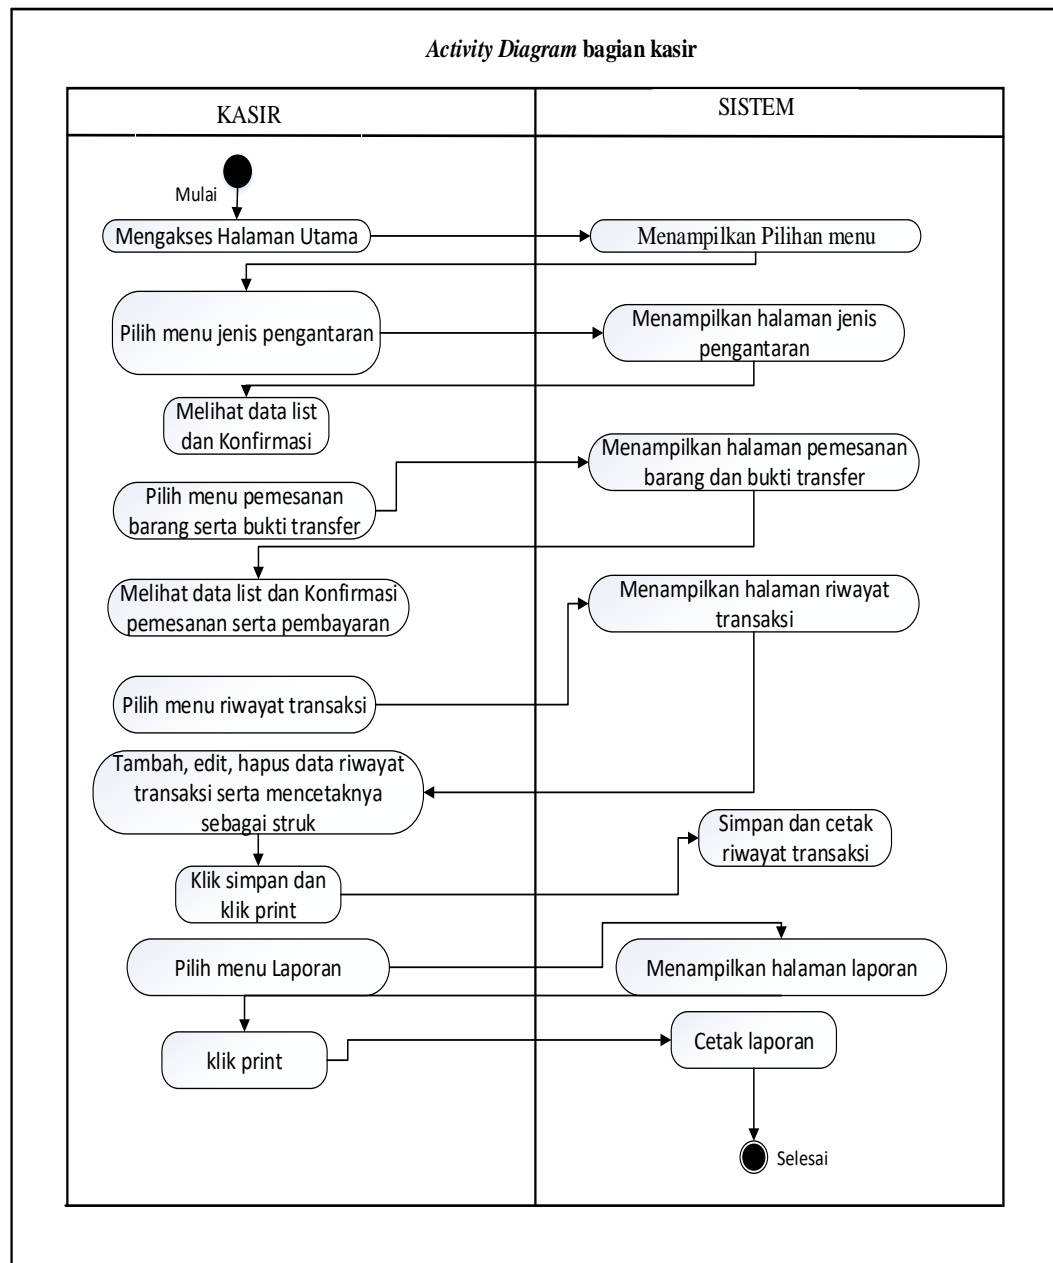 Activity Diagram bagian kasir
KASIR
SISTEM
Mulai
Mengakses Halaman Utama
Menampilkan Pilihan menu
Pilih menu jenis pengantaran
Menampilkan halaman jenis
pengantaran
Melihat data list
dan Konfirmasi
Menampilkan halaman pemesanan
barang dan bukti transfer
Pilih menu pemesanan
barang serta bukti transfer
Melihat data list dan Konfirmasi
pemesanan serta pembayaran
Menampilkan halaman riwayat
transaksi
Pilih menu riwayat transaksi
Tambah, edit, hapus data riwayat
transaksi serta mencetaknya
sebagai struk
Simpan dan cetak
riwayat transaksi
Klik simpan dan
klik print
Pilih menu Laporan
Menampilkan halaman laporan
klik print
Cetak laporan
Selesai